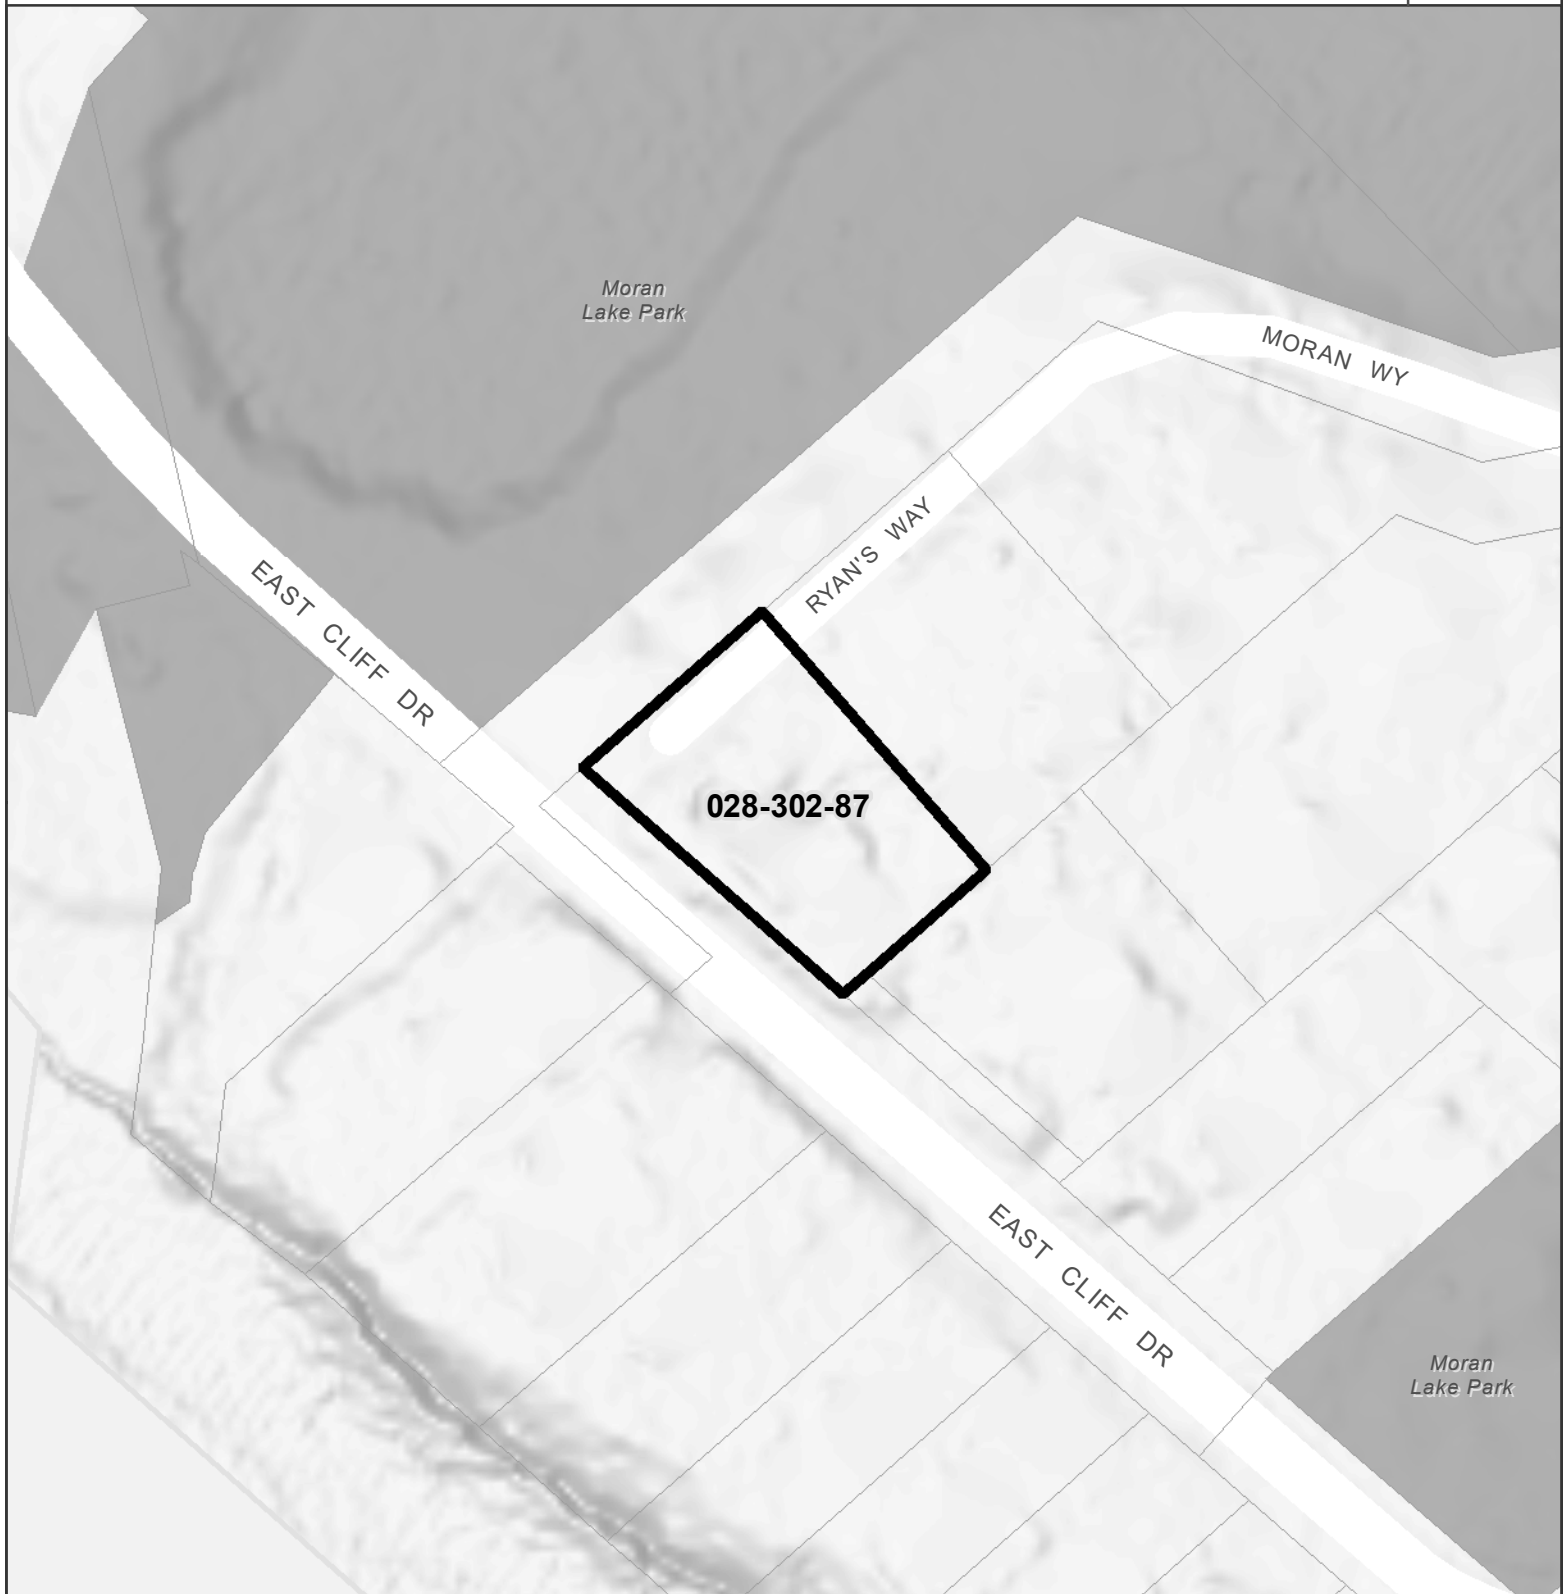 Moran
Lake Park
MORAN WY
RYAN'S WAY
EAST CLIFF DR
028-302-87
EAST CLIFF DR
Moran
Lake Park